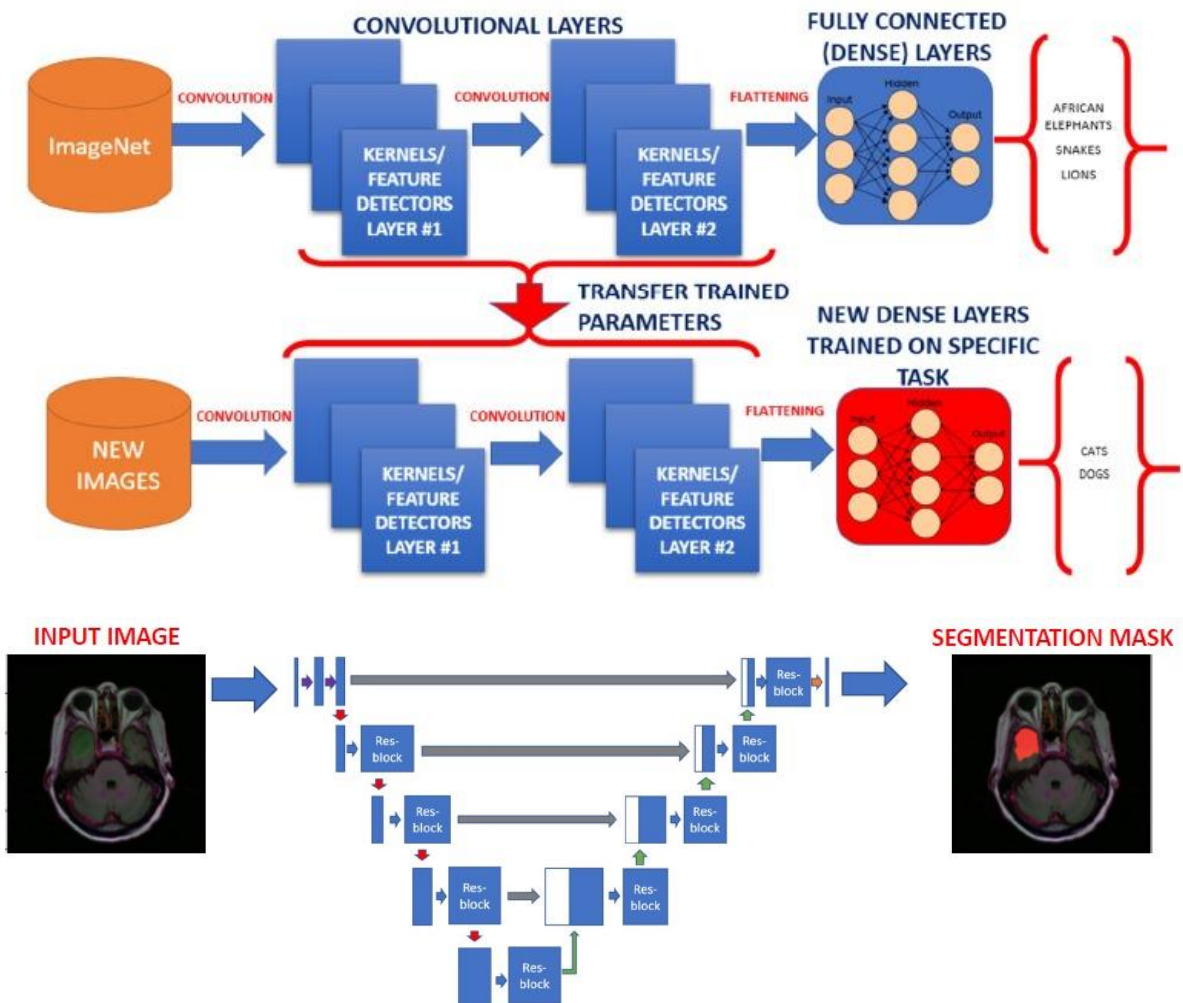 CONVOLUTIONAL LAYERS
FULLY CONNECTED
(DENSE) LAYERS
ImageNet
CONVOLUTION
KERNELS/
FEATURE
DETECTORS
LAYER #1
CONVOLUTION
KERNELS/
FEATURE
DETECTORS
LAYER #2
FLATTENING
Input
Hidden
Output
AFRICAN
ELEPHANTS
SNAKES
LIONS
TRANSFER TRAINED
PARAMETERS
NEW DENSE LAYERS
TRAINED ON SPECIFIC
TASK
NEW
IMAGES
CONVOLUTION
KERNELS/
FEATURE
DETECTORS
LAYER #1
CONVOLUTION
KERNELS/
FEATURE
DETECTORS
LAYER #2
FLATTENING
Input
Hidden
Output
CATS
DOGS
INPUT IMAGE
SEGMENTATION MASK
Res-
block
Res-
block
Res-
block
Res-
block
Res-
block
Res-
block
Res-
block
Res-
block